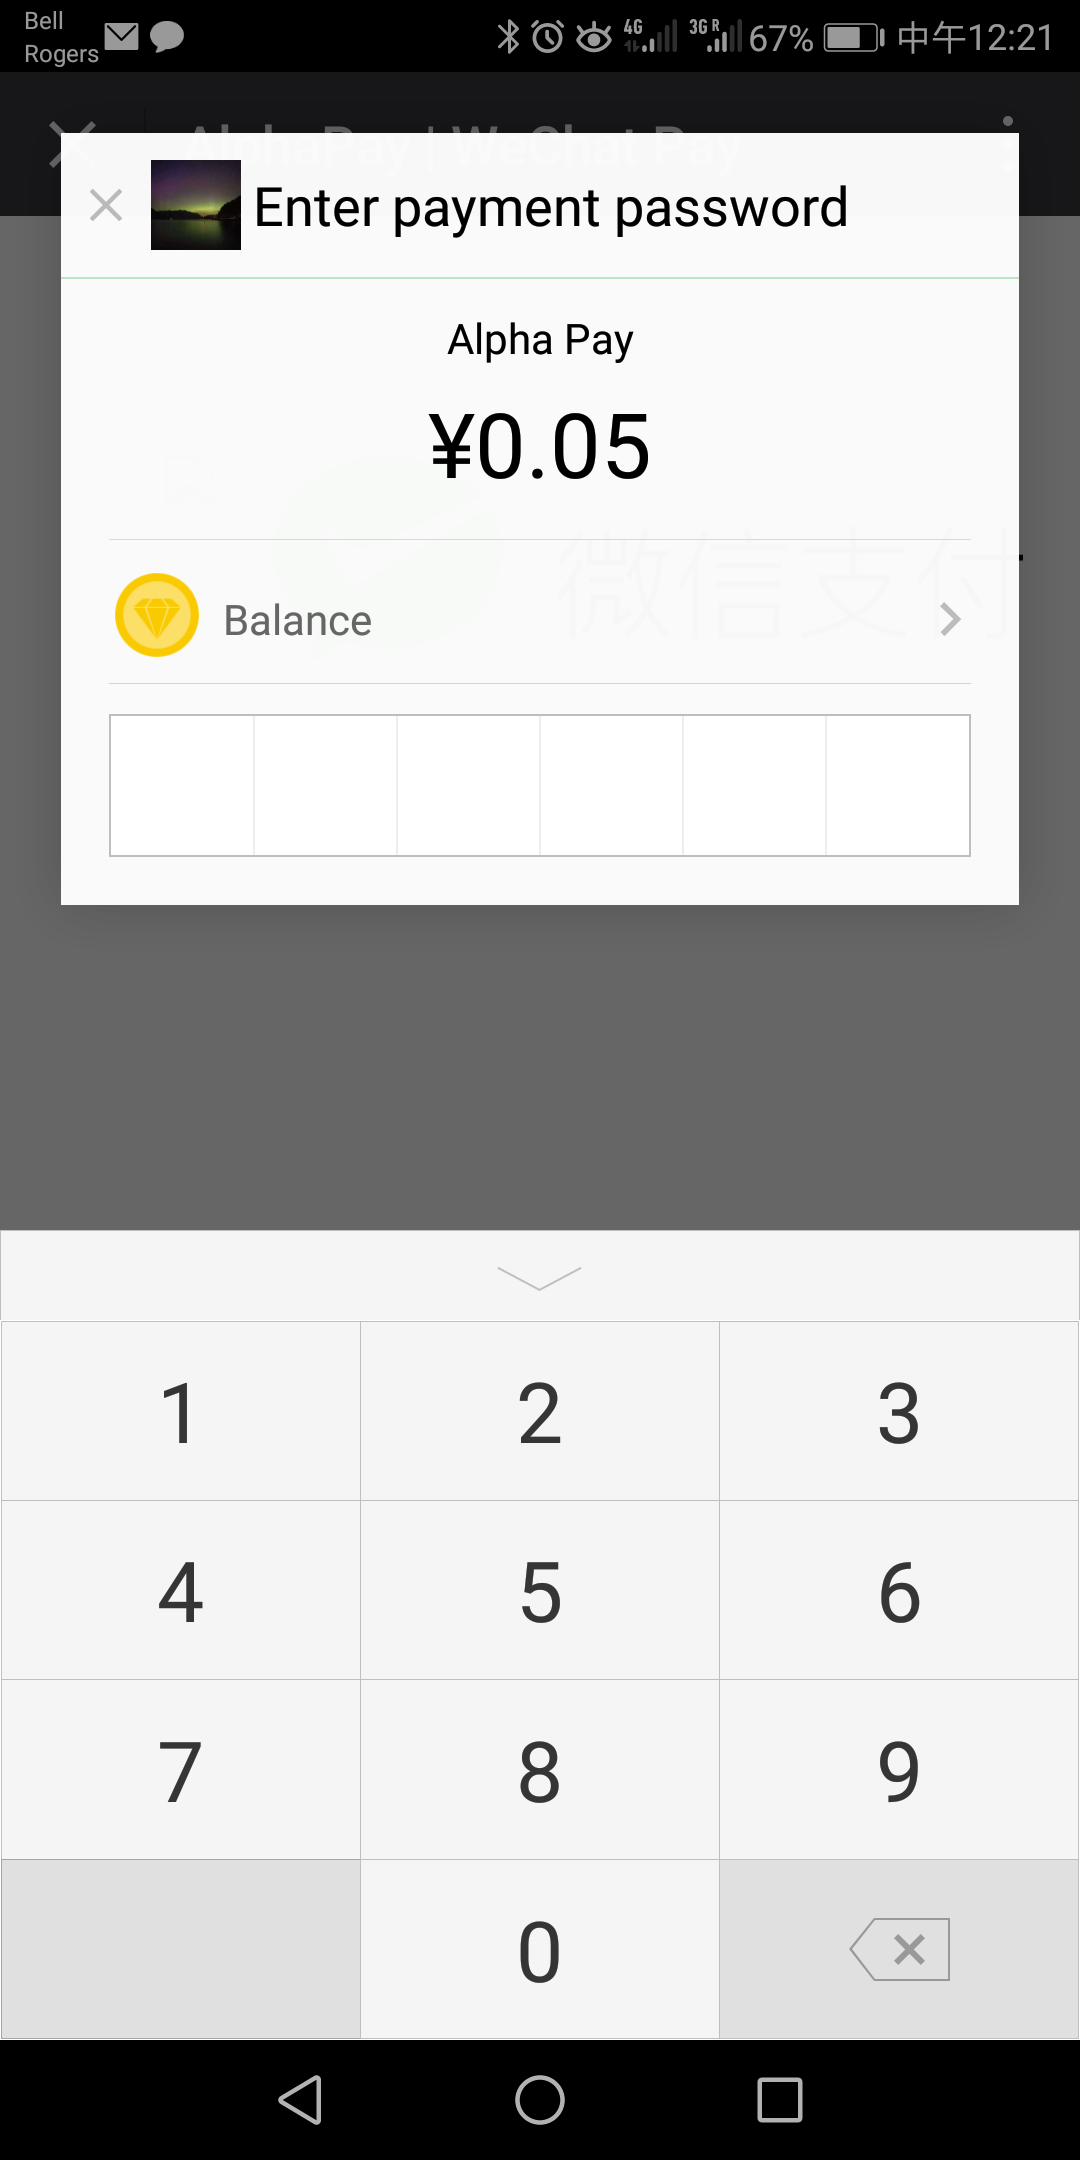 Bell
Rogers
4G
3G R
67%
中午12:21
AlphaPay | WeChat Pay
Enter payment password
Alpha Pay
¥0.05
微信支付
Balance
1 2 3
4 5 6
7 8 9
0